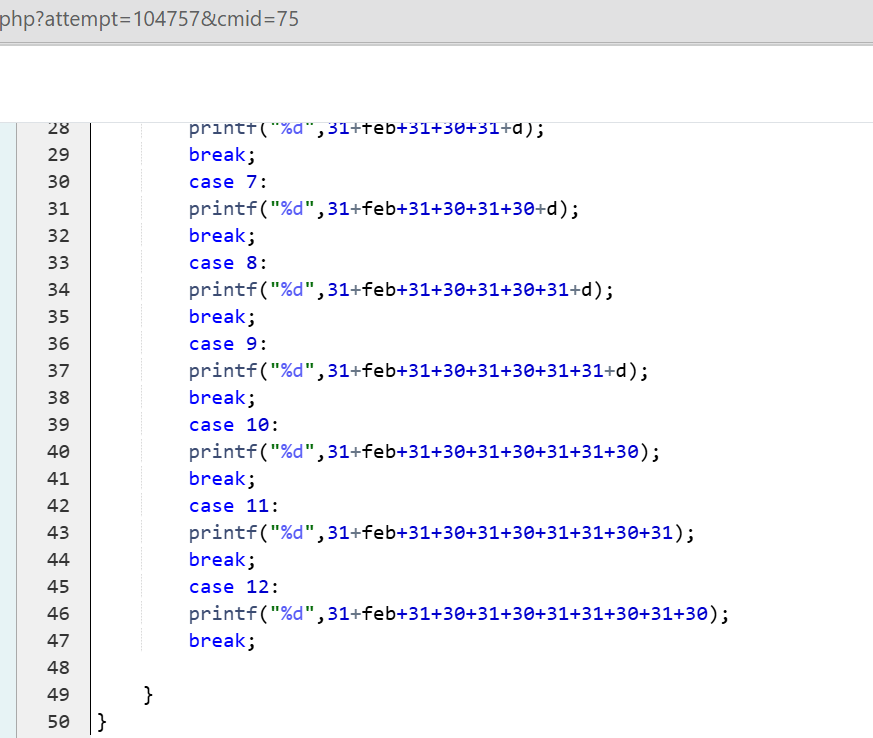 php?attempt=104757&cmid=75
28 printf("%d",31+feb+31+30+31+d);
29 break;
30 case 7:
31 printf("%d",31+feb+31+30+31+30+d);
32 break;
33 case 8:
34 printf("%d",31+feb+31+30+31+30+31+d);
35 break;
36 case 9:
37 printf("%d",31+feb+31+30+31+30+31+31+d);
38 break;
39 case 10:
40 printf("%d",31+feb+31+30+31+30+31+31+30);
41 break;
42 case 11:
43 printf("%d",31+feb+31+30+31+30+31+31+30+31);
44 break;
45 case 12:
46 printf("%d",31+feb+31+30+31+30+31+31+30+31+30);
47 break;
48
49 }
50 }